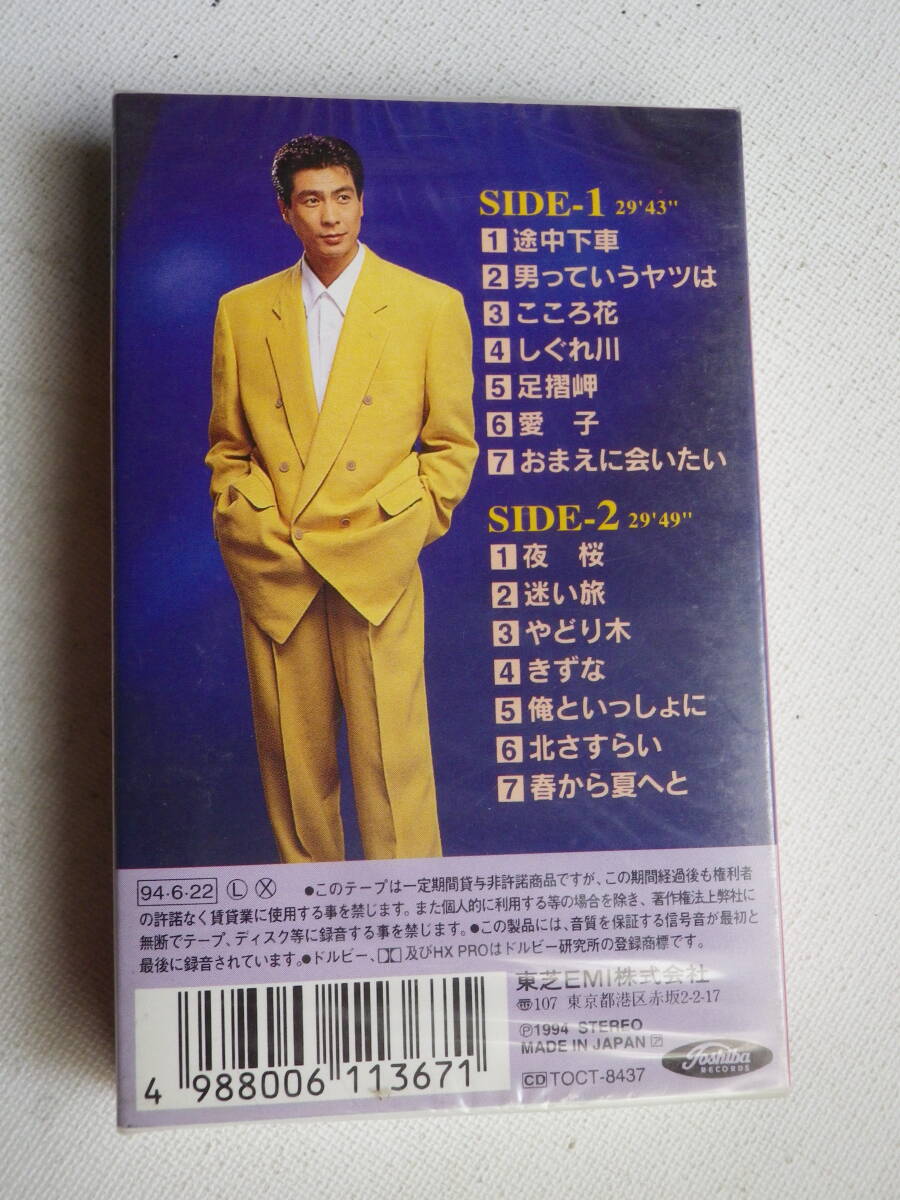 SIDE-1 29'43"
1 途中下車
2 男っていうヤツは
3 こころ花
4 しぐれ川
5 足摺岬
6 愛 子
7 おまえに会いたい
SIDE-2 29'49"
1 夜 桜
2 迷い旅
3 やどり木
4 きずな
5 俺といっしょに
6 北さすらい
7 春から夏へと
94・6・22 Ⓛ Ⓧ ●このテープは一定期間貸与非許諾商品ですが、この期間経過後も権利者
の許諾なく賃貸業に使用する事を禁じます。また個人的に利用する等の場合を除き、著作権法上弊社に
無断でテープ、ディスク等に録音する事を禁じます。●この製品には、音質を保証する信号音が最初と
最後に録音されています。●ドルビー、及びHX PROはドルビー研究所の登録商標です。
東芝EMI株式会社
〠107 東京都港区赤坂2-2-17
Ⓟ1994 STEREO
MADE IN JAPAN
Toshiba
RECORDS
CD TOCT-8437
4 988006 113671